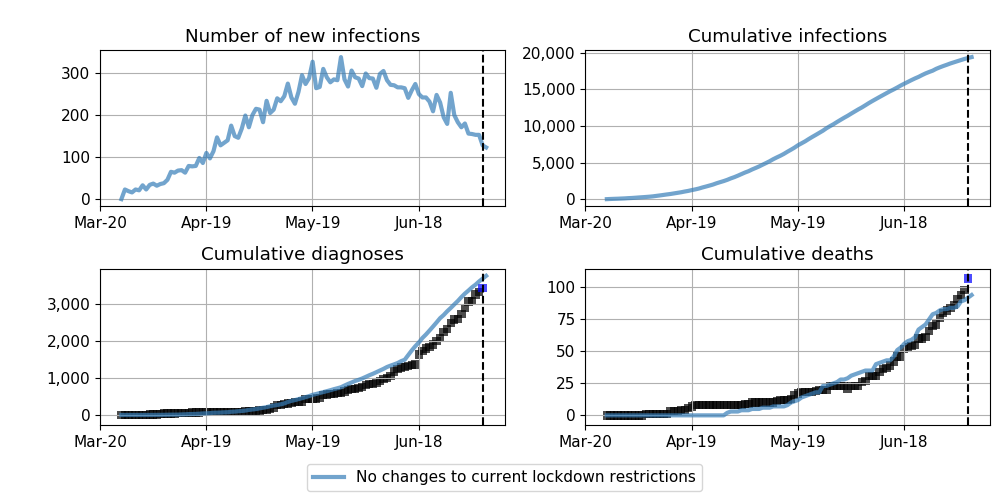 Number of new infections
300
200
100
0
Mar-20 Apr-19 May-19 Jun-18
Cumulative infections
20,000
15,000
10,000
5,000
0
Mar-20 Apr-19 May-19 Jun-18
Cumulative diagnoses
3,000
2,000
1,000
0
Mar-20 Apr-19 May-19 Jun-18
Cumulative deaths
100
75
50
25
0
Mar-20 Apr-19 May-19 Jun-18
No changes to current lockdown restrictions